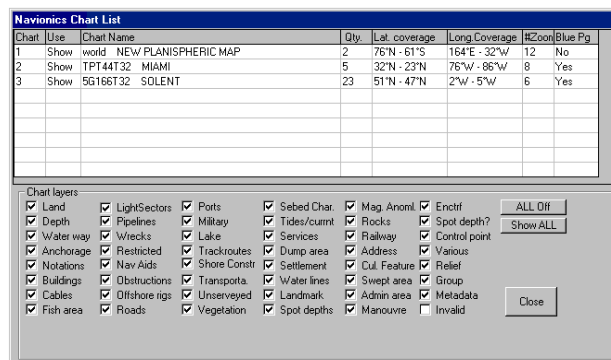 Navionics Chart List
Chart Use Chart Name Qty. Lat. coverage Long.Coverage #Zoon Blue Pg
1 Show world NEW PLANISPHERIC MAP 2 76°N - 61°S 164°E - 32°W 12 No
2 Show TPT44T32 MIAMI 5 32°N - 23°N 76°W - 86°W 8 Yes
3 Show 5G166T32 SOLENT 23 51°N - 47°N 2°W - 5°W 6 Yes
Chart layers
Land LightSectors Ports Sebed Char. Mag. Anoml. Enctrf ALL Off
Depth Pipelines Military Tides/currnt Rocks Spot depth? Show ALL
Water way Wrecks Lake Services Railway Control point
Anchorage Restricted Trackroutes Dump area Address Various
Notations Nav Aids Shore Constr Settlement Cul. Feature Relief
Buildings Obstructions Transporta. Water lines Swept area Group
Cables Offshore rigs Unserveyed Landmark Admin area Metadata Close
Fish area Roads Vegetation Spot depths Manouvre Invalid